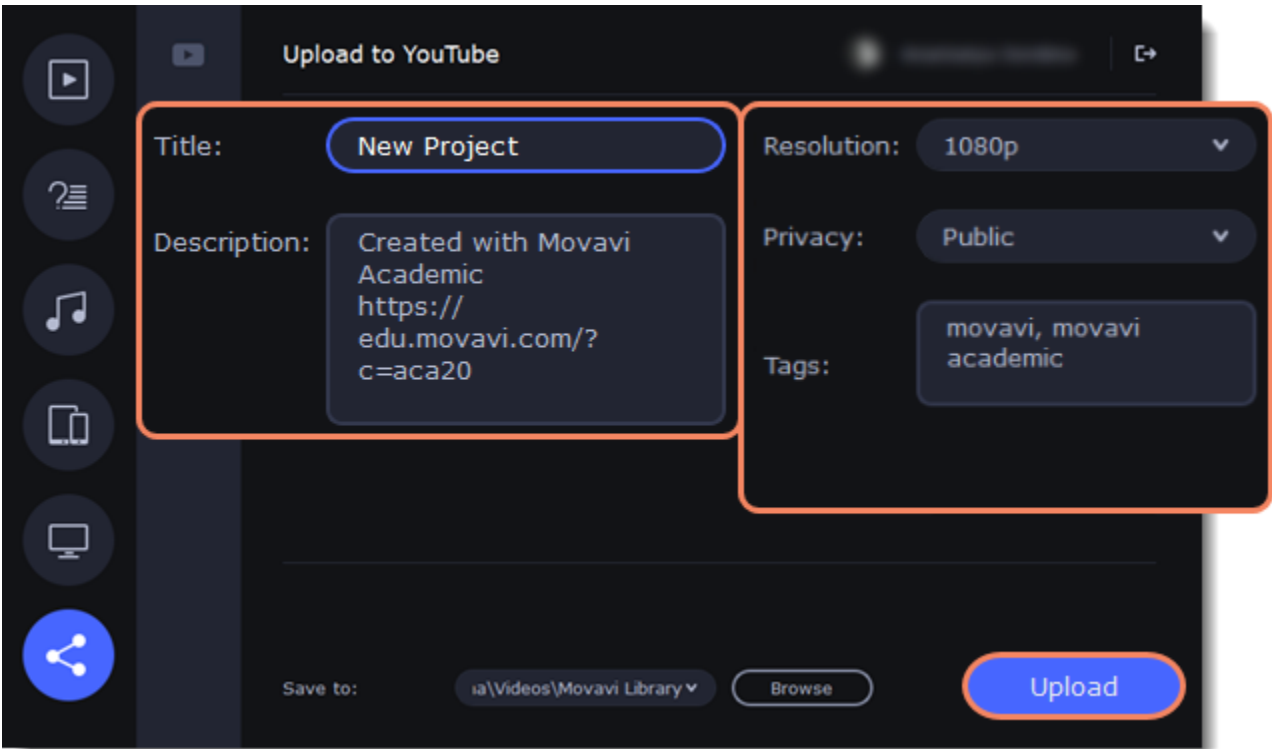 Upload to YouTube
Title:
New Project
Description:
Created with Movavi
Academic
https://
edu.movavi.com/?
c=aca20
Resolution:
1080p
Privacy:
Public
Tags:
movavi, movavi
academic
Save to:
a\Videos\Movavi Library
Browse
Upload